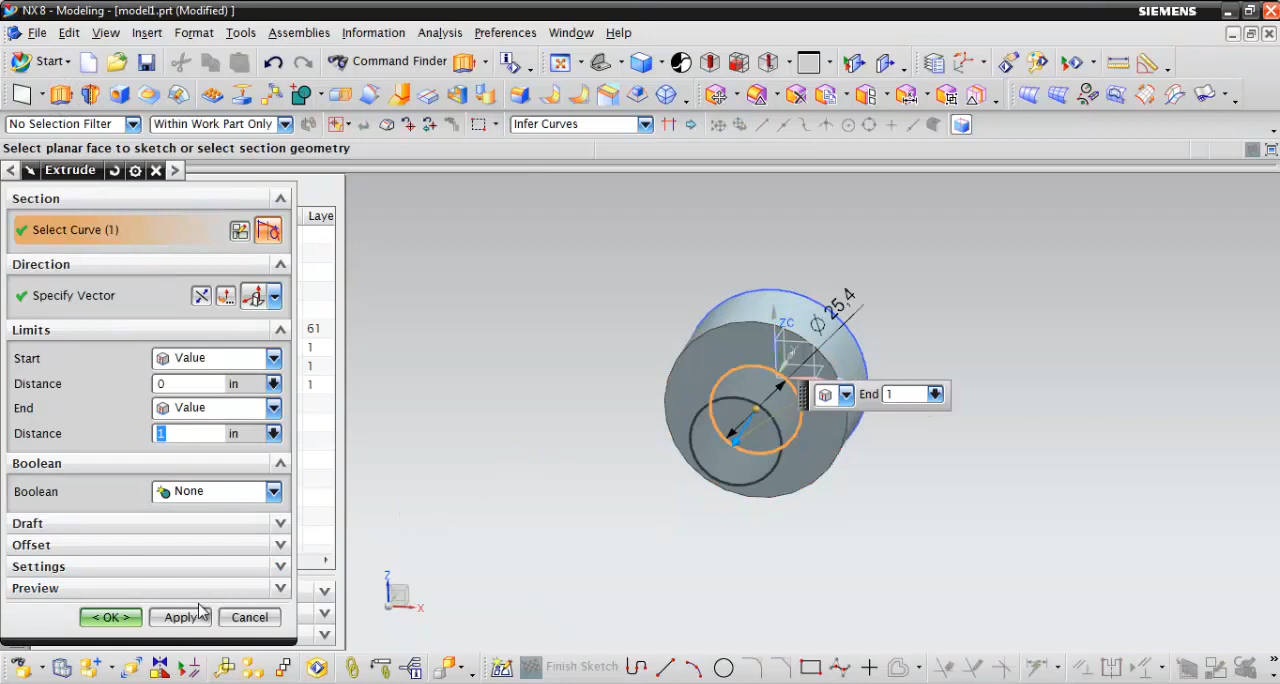 NX 8 - Modeling - [model1.prt (Modified) ]
SIEMENS
File Edit View Insert Format Tools Assemblies Information Analysis Preferences Window Help
Start Command Finder
No Selection Filter Within Work Part Only Infer Curves
Select planar face to sketch or select section geometry
Extrude
Section
Laye
Select Curve (1)
Direction
Specify Vector
Limits
61
Start Value
1
1
Distance 0 in
1
End Value
Distance 1 in
Boolean
Boolean None
Draft
Offset
Settings
Preview
< OK > Apply Cancel
25,4
ZC
End 1
Z
X
Finish Sketch